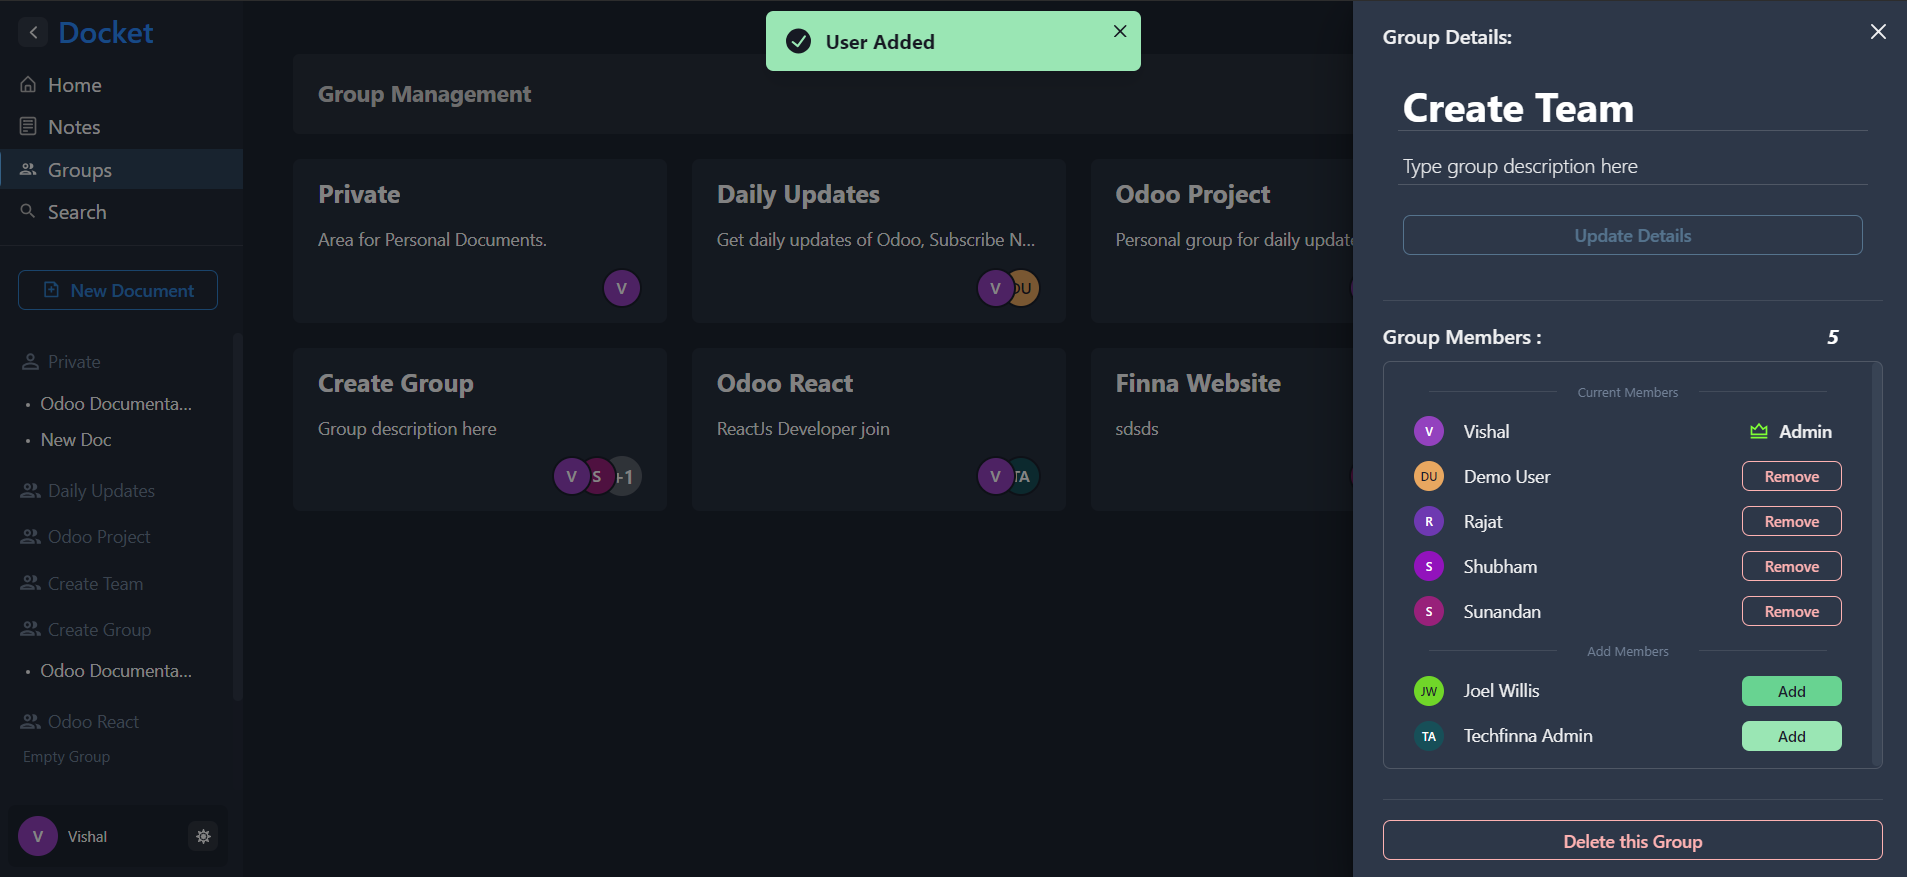 Docket
Home
Notes
Groups
Search
New Document
Private
Odoo Documenta...
New Doc
Daily Updates
Odoo Project
Create Team
Create Group
Odoo Documenta...
Odoo React
Empty Group
V
Vishal
User Added
Group Management
Private
Area for Personal Documents.
V
Daily Updates
Get daily updates of Odoo, Subscribe N...
V DU
Odoo Project
Personal group for daily update
Create Group
Group description here
V S +1
Odoo React
ReactJs Developer join
V TA
Finna Website
sdsds
Group Details:
Create Team
Type group description here
Update Details
Group Members : 5
Current Members
V Vishal Admin
DU Demo User Remove
R Rajat Remove
S Shubham Remove
S Sunandan Remove
Add Members
JW Joel Willis Add
TA Techfinna Admin Add
Delete this Group